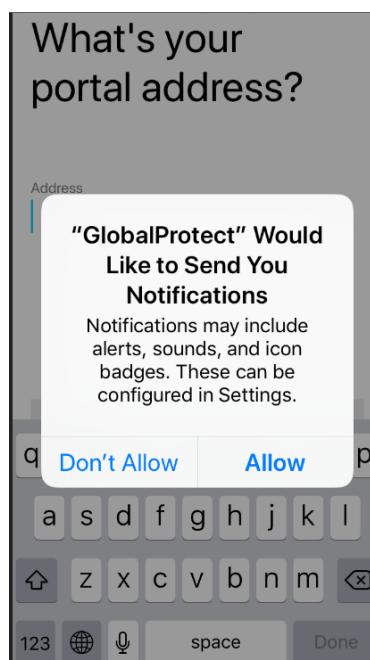 What's your
portal address?
Address
“GlobalProtect” Would
Like to Send You
Notifications
Notifications may include
alerts, sounds, and icon
badges. These can be
configured in Settings.
Don’t Allow
Allow
q
p
a s d f g h j k l
z x c v b n m
123
space
Done